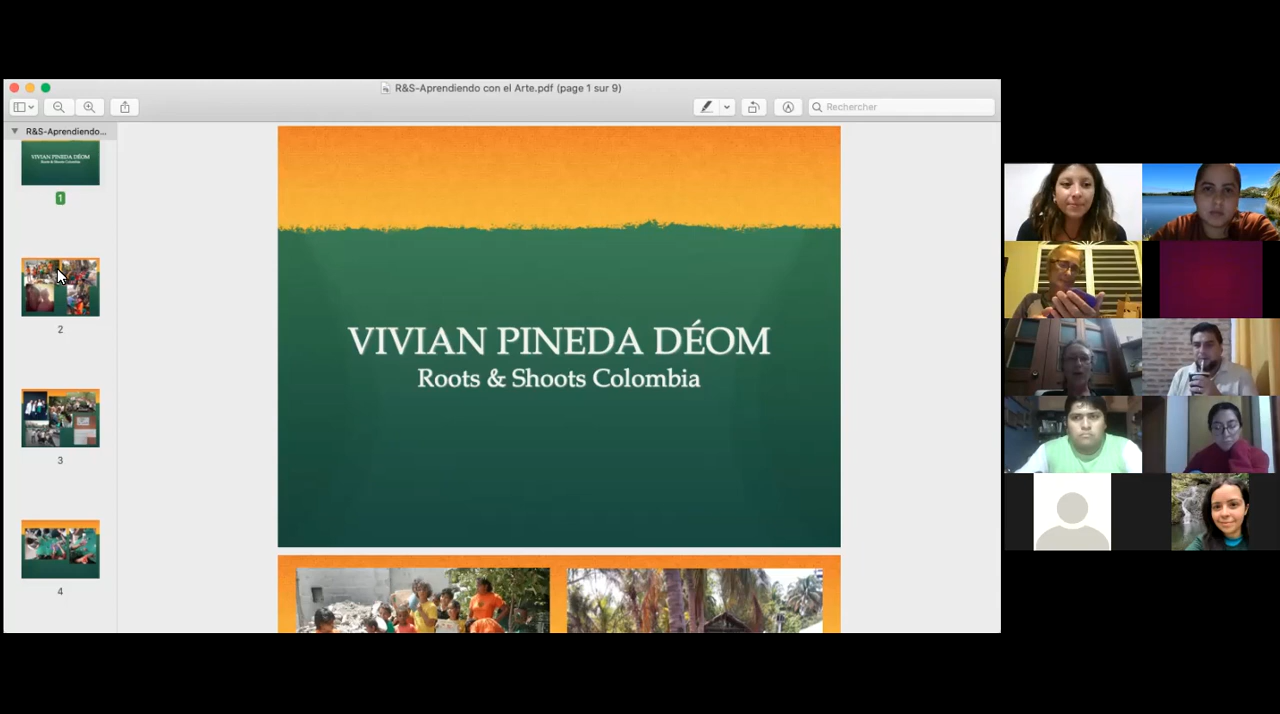 R&S-Aprendiendo con el Arte.pdf (page 1 sur 9)
Rechercher
R&S-Aprendiendo...
VIVIAN PINEDA DÉOM
Roots & Shoots Colombia
1
2
3
4
VIVIAN PINEDA DÉOM
Roots & Shoots Colombia